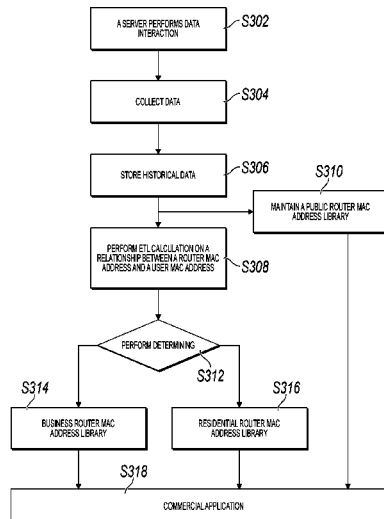 A SERVER PERFORMS DATA
INTERACTION
S302
COLLECT DATA
S304
STORE HISTORICAL DATA
S306
S310
MAINTAIN A PUBLIC ROUTER MAC
ADDRESS LIBRARY
PERFORM ETL CALCULATION ON A
RELATIONSHIP BETWEEN A ROUTER MAC
ADDRESS AND A USER MAC ADDRESS
S308
PERFORM DETERMINING
S312
S314
BUSINESS ROUTER MAC
ADDRESS LIBRARY
S316
RESIDENTIAL ROUTER MAC
ADDRESS LIBRARY
S318
COMMERCIAL APPLICATION